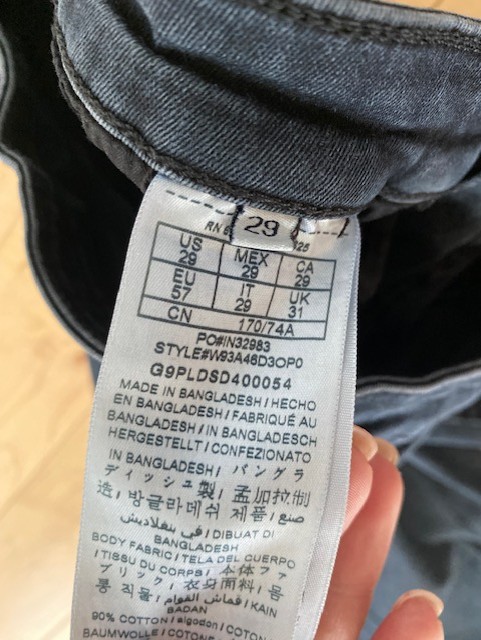 29
RN
US 29
MEX 29
CA 29
EU 57
IT 29
UK 31
CN 170/74A
PO#IN32983
STYLE#W93A46D3OP0
G9PLDSD400054
MADE IN BANGLADESH / HECHO
EN BANGLADESH / FABRIQUÉ AU
BANGLADESH / IN BANGLADESCH
HERGESTELLT / CONFEZIONATO
IN BANGLADESH / バングラ
ディッシュ製 / 孟加拉制
造 / 방글라데시 제품 / صنع
في بنغلاديش / DIBUAT DI
BANGLADESH
BODY FABRIC / TELA DEL CUERPO
/ TISSU DU CORPS / 本体ファ
ブリック / 衣身面料 / 몸
통 직물 / قماش القوام / KAIN
BADAN
90% COTTON / algodon / COTON
BAUMWOLLE / COTON